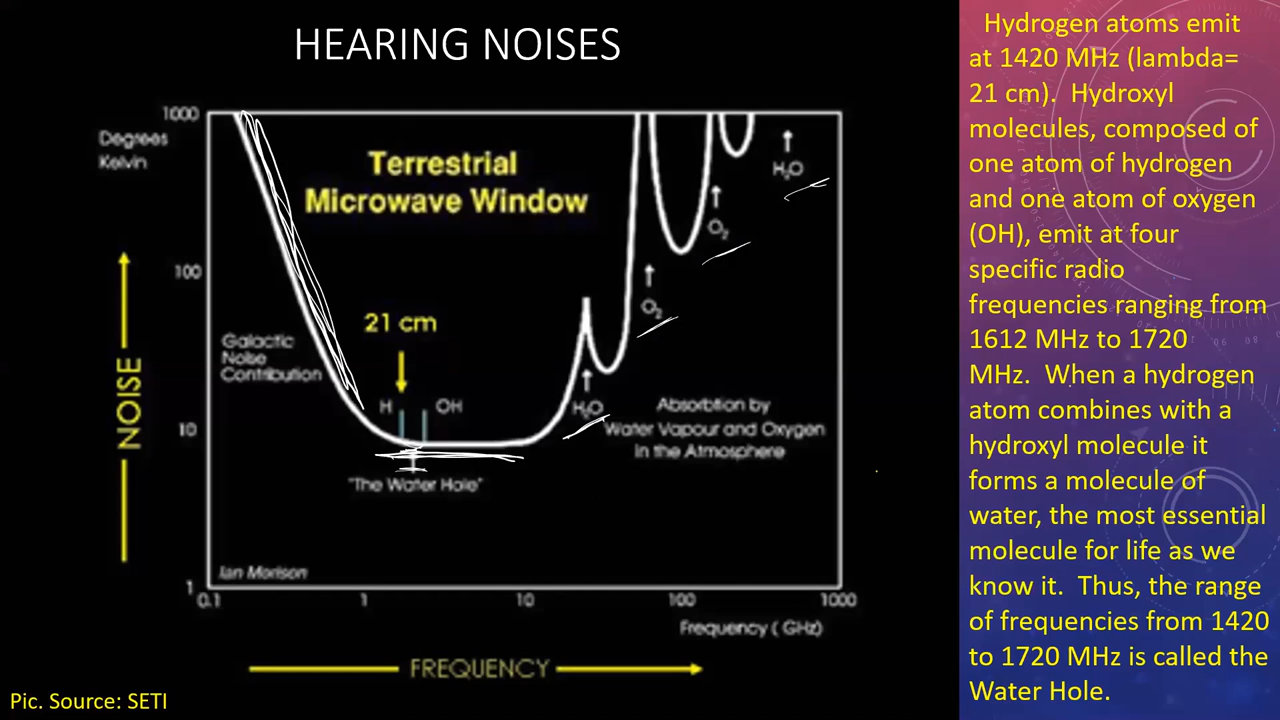 HEARING NOISES
1000
Degrees
Kelvin
Terrestrial
Microwave Window
H₂O
O₂
100
O₂
21 cm
Galactic
Noise
Contribution
NOISE
H
OH
H₂O
Absorbtion by
Water Vapour and Oxygen
in the Atmosphere
10
"The Water Hole"
Ian Morison
1
0.1
1
10
100
1000
Frequency ( GHz)
FREQUENCY
Pic. Source: SETI
Hydrogen atoms emit
at 1420 MHz (lambda=
21 cm). Hydroxyl
molecules, composed of
one atom of hydrogen
and one atom of oxygen
(OH), emit at four
specific radio
frequencies ranging from
1612 MHz to 1720
MHz. When a hydrogen
atom combines with a
hydroxyl molecule it
forms a molecule of
water, the most essential
molecule for life as we
know it. Thus, the range
of frequencies from 1420
to 1720 MHz is called the
Water Hole.